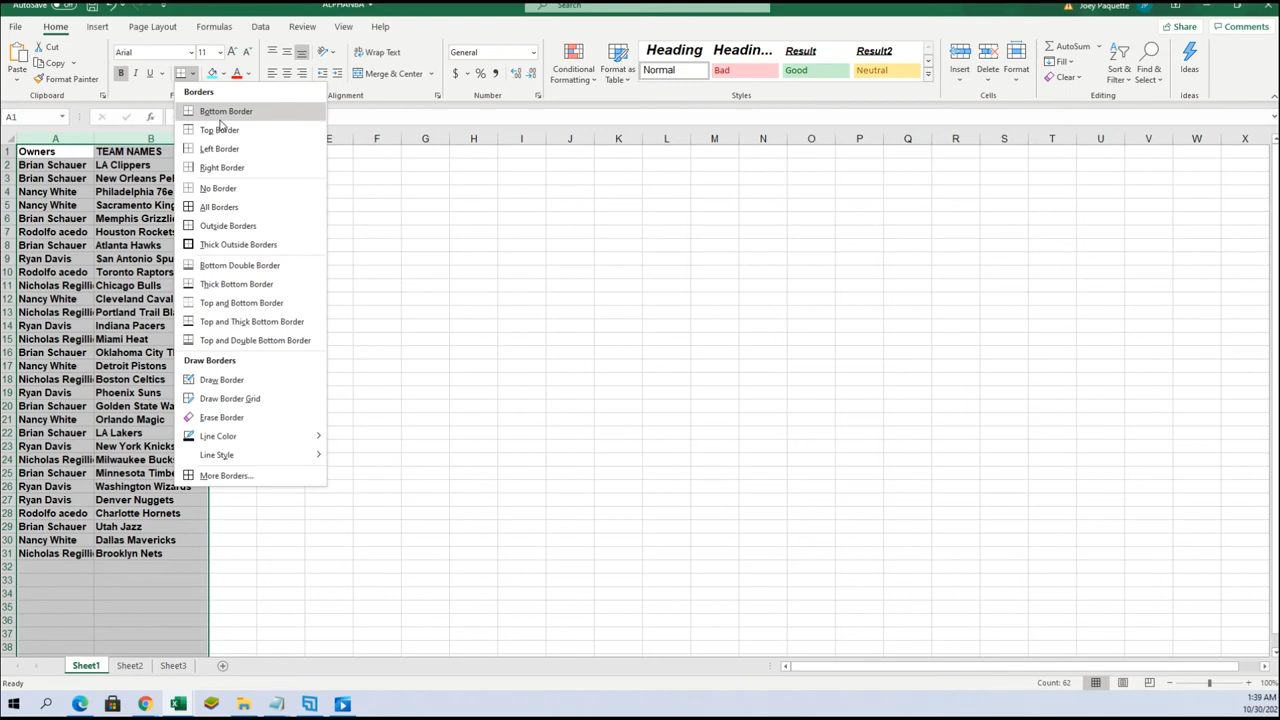 AutoSave Off ALPHANBA Search Joey Paquette
File Home Insert Page Layout Formulas Data Review View Help Share Comments
Paste Cut Copy Format Painter Clipboard
Arial 11 A A B I U A
Wrap Text Merge & Center Alignment
General $ % Number
Conditional Formatting Format as Table
Heading Headin... Result Result2
Normal Bad Good Neutral
Styles
Insert Delete Format Cells
AutoSum Fill Clear Sort & Filter Find & Select Editing
Ideas Ideas
A1
A B E F G H I J K L M N O P Q R S T U V W X
Borders
Bottom Border
Top Border
Left Border
Right Border
No Border
All Borders
Outside Borders
Thick Outside Borders
Bottom Double Border
Thick Bottom Border
Top and Bottom Border
Top and Thick Bottom Border
Top and Double Bottom Border
Draw Borders
Draw Border
Draw Border Grid
Erase Border
Line Color
Line Style
More Borders...
1 Owners TEAM NAMES
2 Brian Schauer LA Clippers
3 Brian Schauer New Orleans Pel
4 Nancy White Philadelphia 76e
5 Nancy White Sacramento King
6 Brian Schauer Memphis Grizzlie
7 Rodolfo acedo Houston Rockets
8 Brian Schauer Atlanta Hawks
9 Ryan Davis San Antonio Spu
10 Rodolfo acedo Toronto Raptors
11 Nicholas Regilli Chicago Bulls
12 Nancy White Cleveland Caval
13 Nicholas Regilli Portland Trail Bla
14 Ryan Davis Indiana Pacers
15 Nicholas Regilli Miami Heat
16 Brian Schauer Oklahoma City T
17 Nancy White Detroit Pistons
18 Nicholas Regilli Boston Celtics
19 Ryan Davis Phoenix Suns
20 Brian Schauer Golden State Wa
21 Nancy White Orlando Magic
22 Brian Schauer LA Lakers
23 Ryan Davis New York Knicks
24 Nicholas Regilli Milwaukee Bucks
25 Brian Schauer Minnesota Timbe
26 Ryan Davis Washington Wizards
27 Ryan Davis Denver Nuggets
28 Rodolfo acedo Charlotte Hornets
29 Brian Schauer Utah Jazz
30 Nancy White Dallas Mavericks
31 Nicholas Regilli Brooklyn Nets
32
33
34
35
36
37
38
Sheet1 Sheet2 Sheet3
Ready Count: 62 100%
1:39 AM
10/30/202